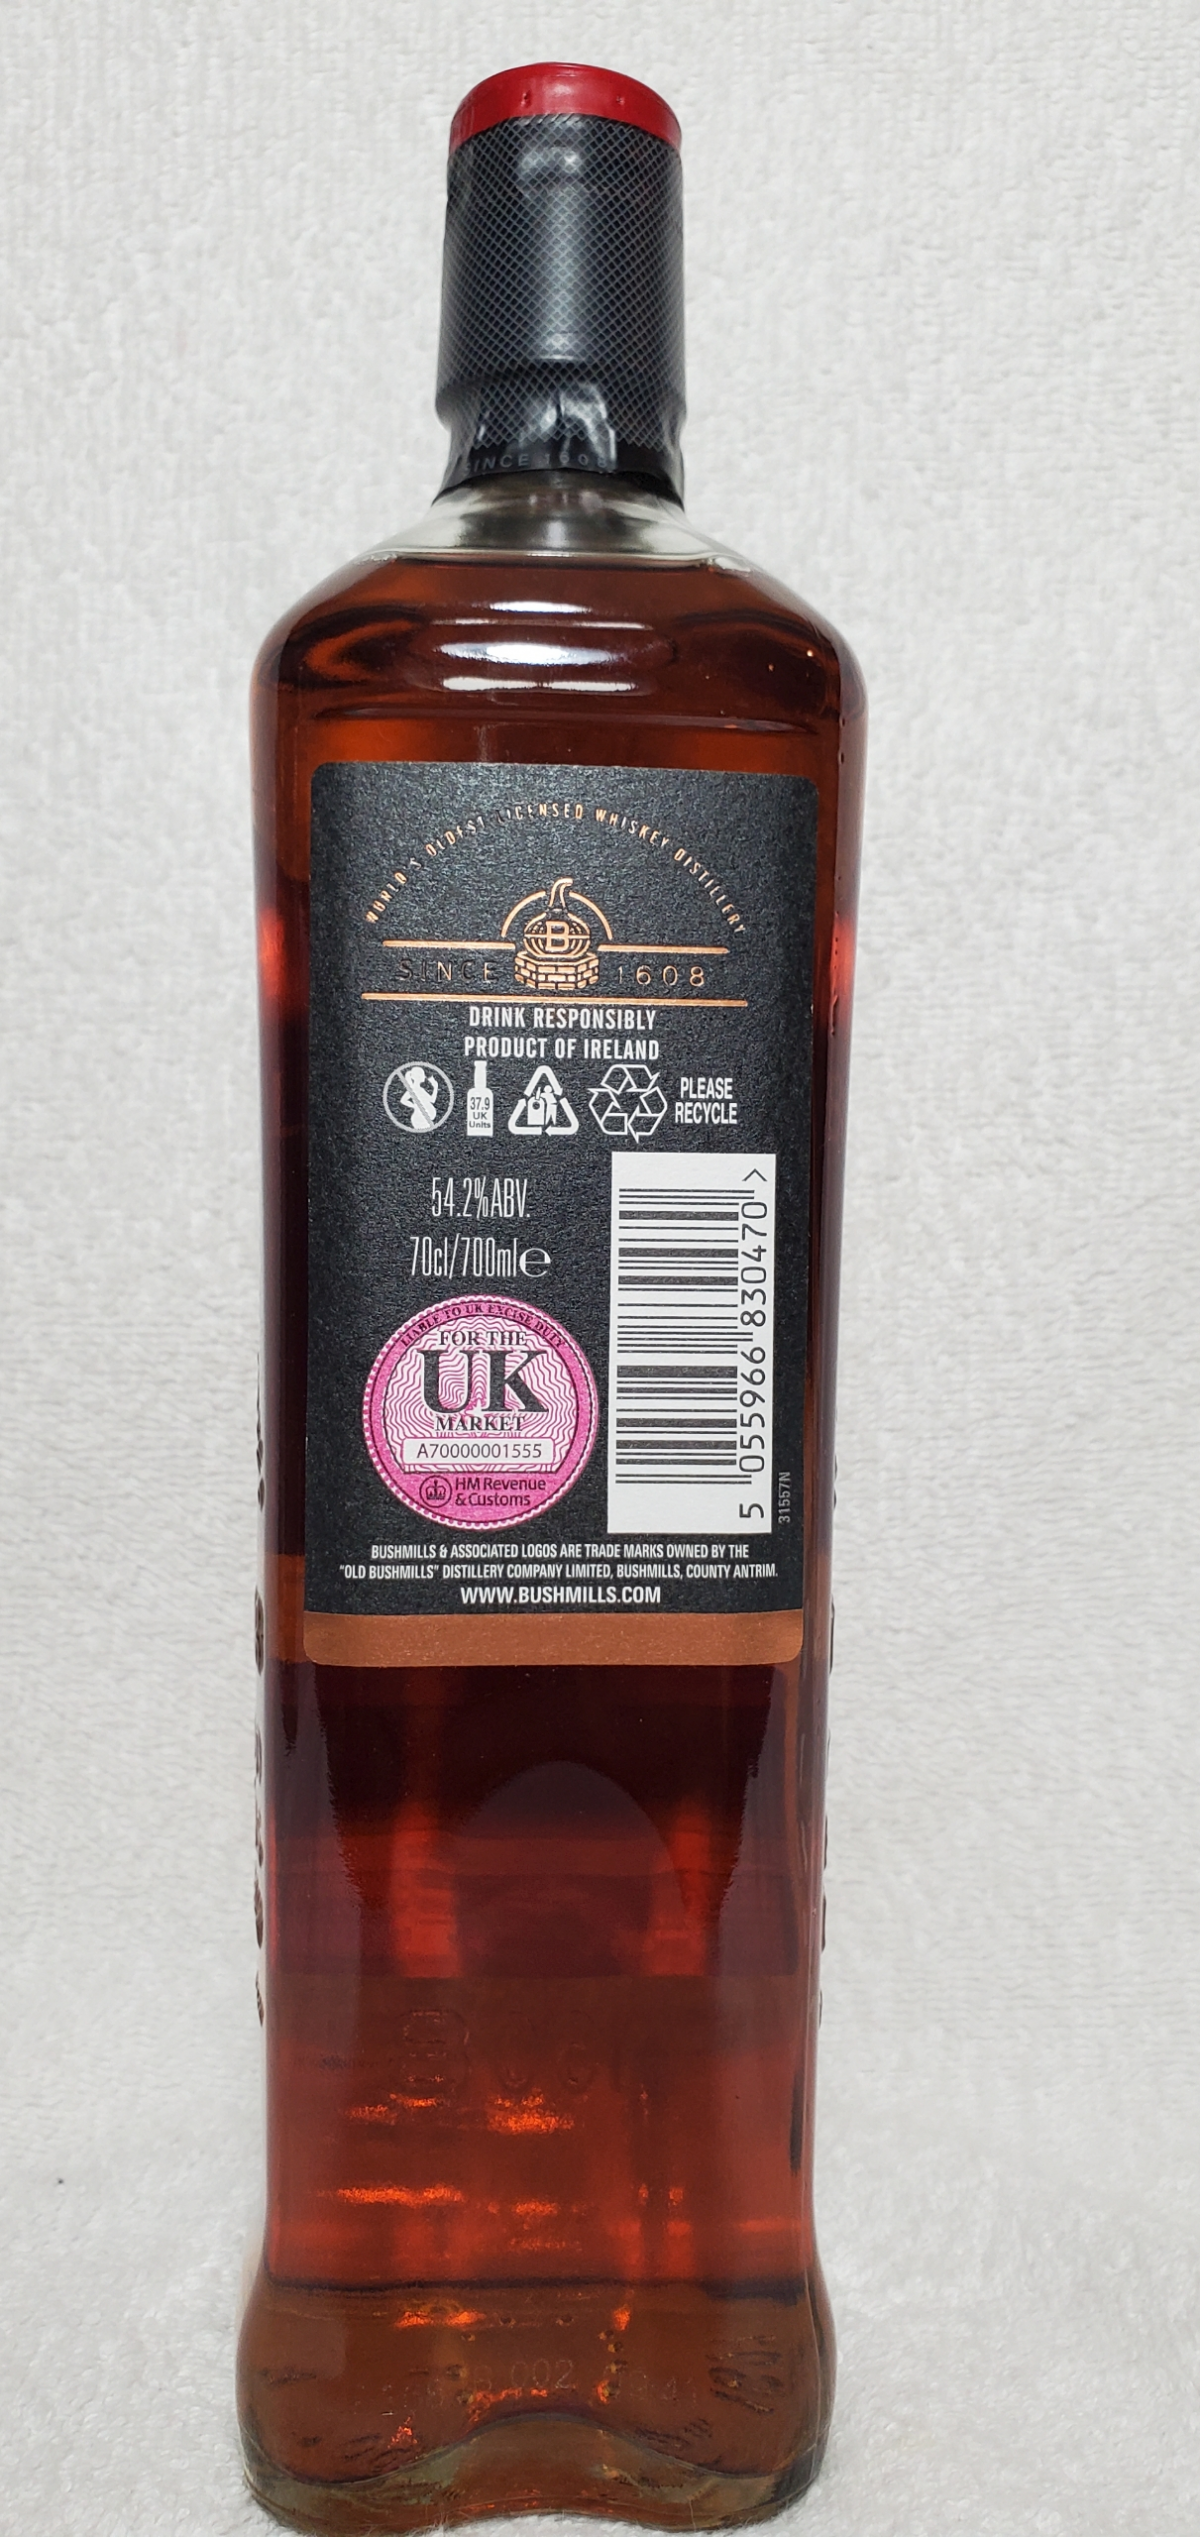 SINCE 1608
WORLD'S OLDEST LICENSED WHISKEY DISTILLERY
B
SINCE 1608
DRINK RESPONSIBLY
PRODUCT OF IRELAND
37.9
UK
Units
PLEASE
RECYCLE
54.2%ABV.
70cl/700ml℮
LIABLE TO UK EXCISE DUTY
FOR THE
UK
MARKET
A70000001555
HM Revenue
& Customs
5 055966 830470 >
31557N
BUSHMILLS & ASSOCIATED LOGOS ARE TRADE MARKS OWNED BY THE
"OLD BUSHMILLS" DISTILLERY COMPANY LIMITED, BUSHMILLS, COUNTY ANTRIM.
WWW.BUSHMILLS.COM
002